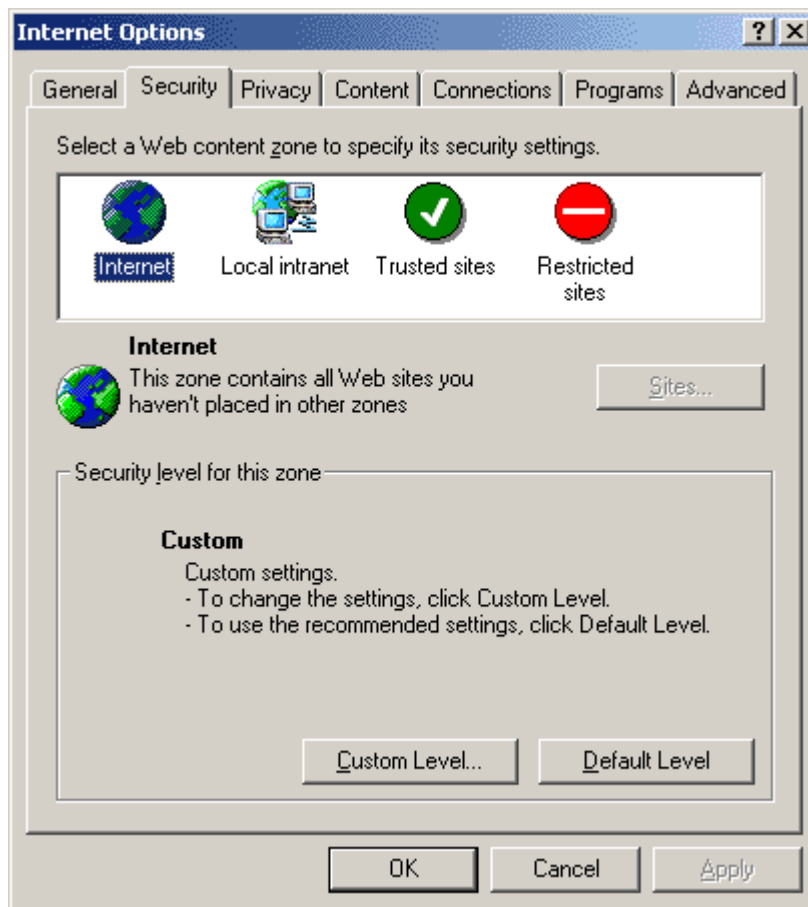 Internet Options
General Security Privacy Content Connections Programs Advanced
Select a Web content zone to specify its security settings.
Internet Local intranet Trusted sites Restricted
sites
Internet
This zone contains all Web sites you
haven't placed in other zones
Sites...
Security level for this zone
Custom
Custom settings.
- To change the settings, click Custom Level.
- To use the recommended settings, click Default Level.
Custom Level... Default Level
OK Cancel Apply